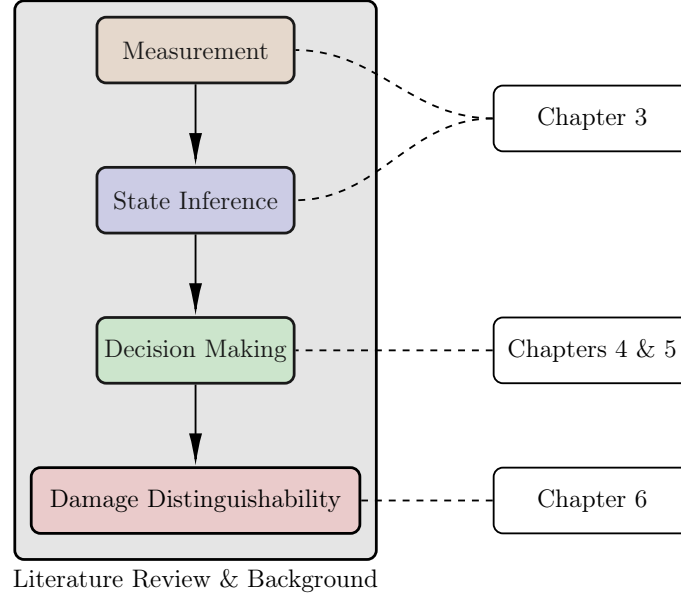 Measurement
Chapter 3
State Inference
Decision Making
Chapters 4 & 5
Damage Distinguishability
Chapter 6
Literature Review & Background